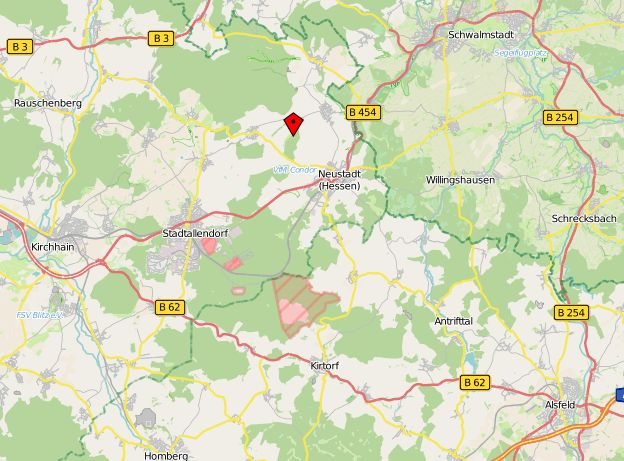 Schwalmstadt
B 3
B 3
Segelflugplatz
Rauschenberg
B 454
B 254
VfM Condor
Neustadt
(Hessen)
Willingshausen
Schrecksbach
Stadtallendorf
Kirchhain
B 62
FSV Blitz e.V.
B 254
Antrifttal
Kirtorf
B 62
Alsfeld
Homberg